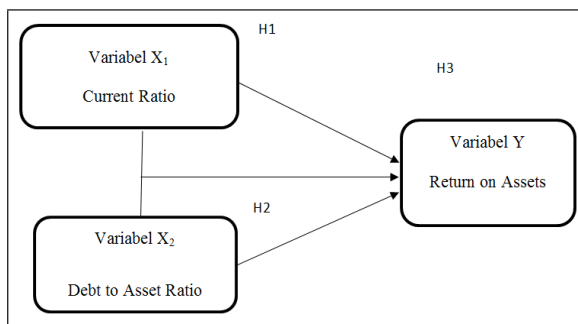 H1
Variabel X₁
Current Ratio
H3
Variabel Y
Return on Assets
H2
Variabel X₂
Debt to Asset Ratio